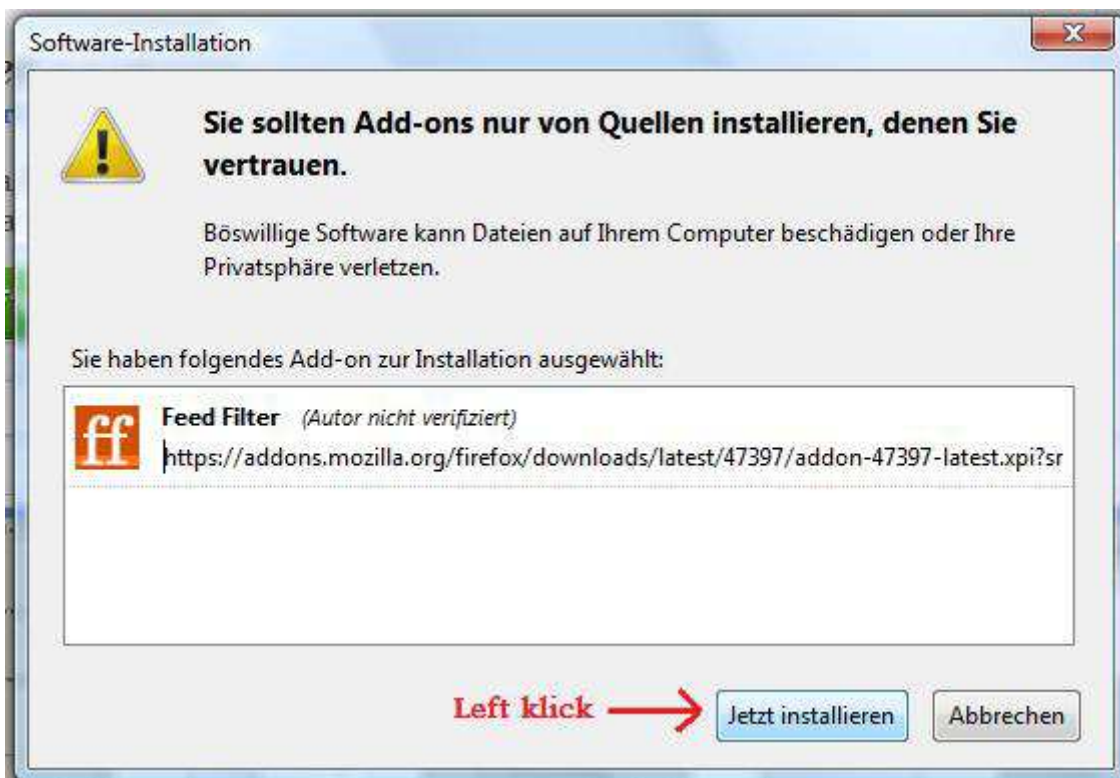 Software-Installation
Sie sollten Add-ons nur von Quellen installieren, denen Sie
vertrauen.
Böswillige Software kann Dateien auf Ihrem Computer beschädigen oder Ihre
Privatsphäre verletzen.
Sie haben folgendes Add-on zur Installation ausgewählt:
ff
Feed Filter (Autor nicht verifiziert)
https://addons.mozilla.org/firefox/downloads/latest/47397/addon-47397-latest.xpi?sr
Left klick
Jetzt installieren
Abbrechen